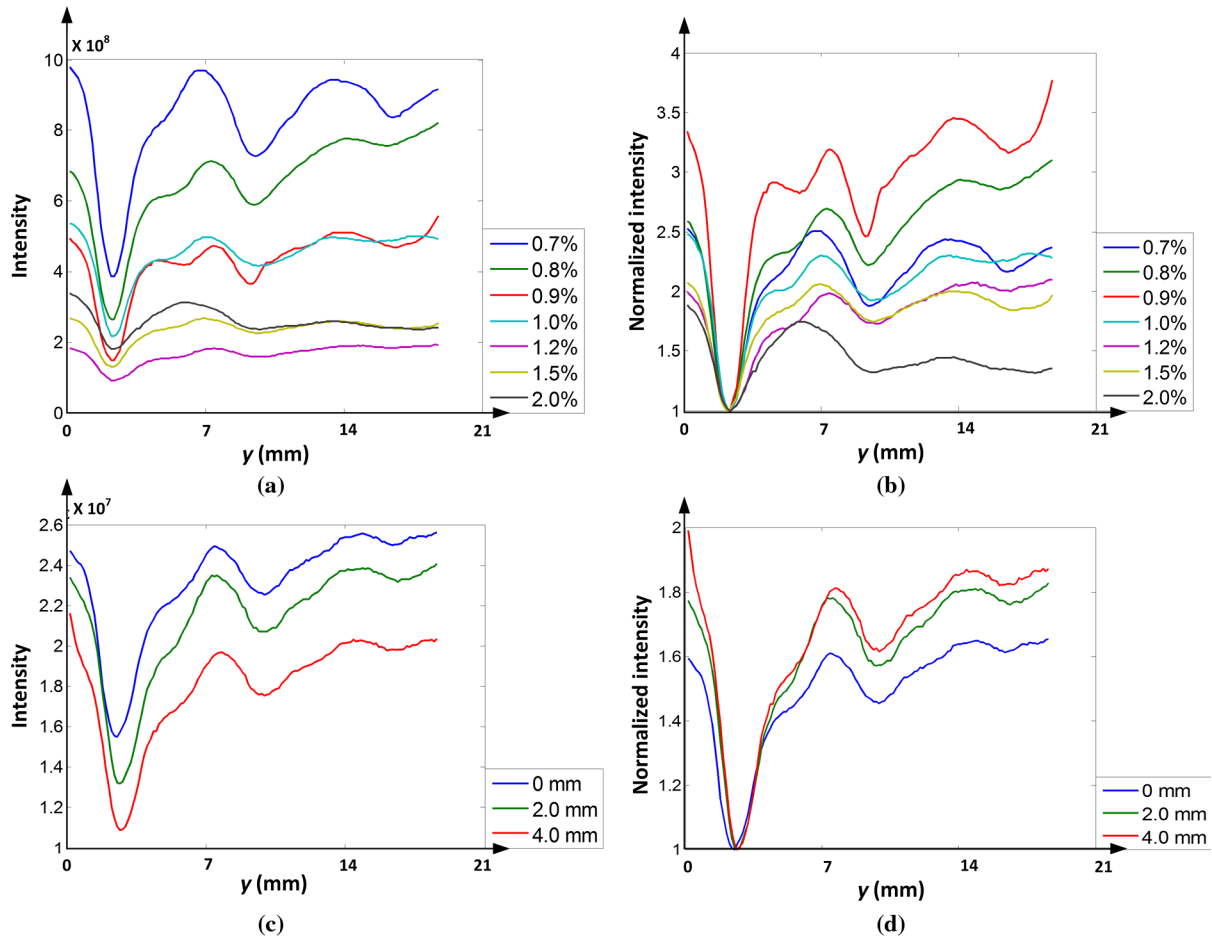 X 10⁸
10
8
6
4
2
0
0 7 14 21
Intensity
y (mm)
0.7%
0.8%
0.9%
1.0%
1.2%
1.5%
2.0%
(a)
4
3.5
3
2.5
2
1.5
1
0 7 14 21
Normalized intensity
y (mm)
0.7%
0.8%
0.9%
1.0%
1.2%
1.5%
2.0%
(b)
X 10⁷
2.6
2.4
2.2
2
1.8
1.6
1.4
1.2
1
0 7 14 21
Intensity
y (mm)
0 mm
2.0 mm
4.0 mm
(c)
2
1.8
1.6
1.4
1.2
1
0 7 14 21
Normalized intensity
y (mm)
0 mm
2.0 mm
4.0 mm
(d)